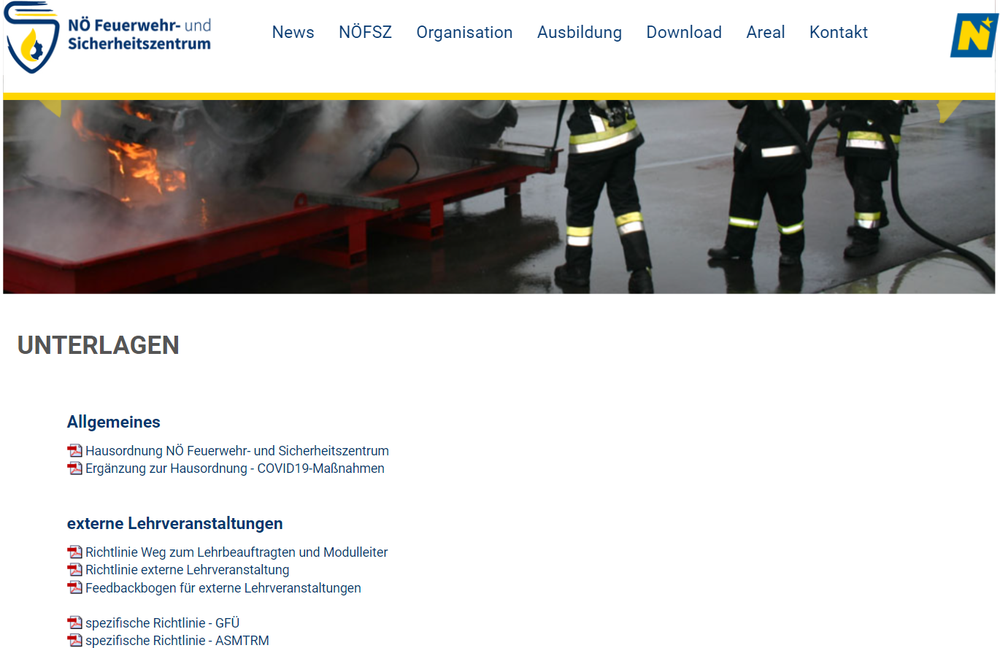 NÖ Feuerwehr- und
Sicherheitszentrum
News NÖFSZ Organisation Ausbildung Download Areal Kontakt
N
UNTERLAGEN
Allgemeines
Hausordnung NÖ Feuerwehr- und Sicherheitszentrum
Ergänzung zur Hausordnung - COVID19-Maßnahmen
externe Lehrveranstaltungen
Richtlinie Weg zum Lehrbeauftragten und Modulleiter
Richtlinie externe Lehrveranstaltung
Feedbackbogen für externe Lehrveranstaltungen
spezifische Richtlinie - GFÜ
spezifische Richtlinie - ASMTRM